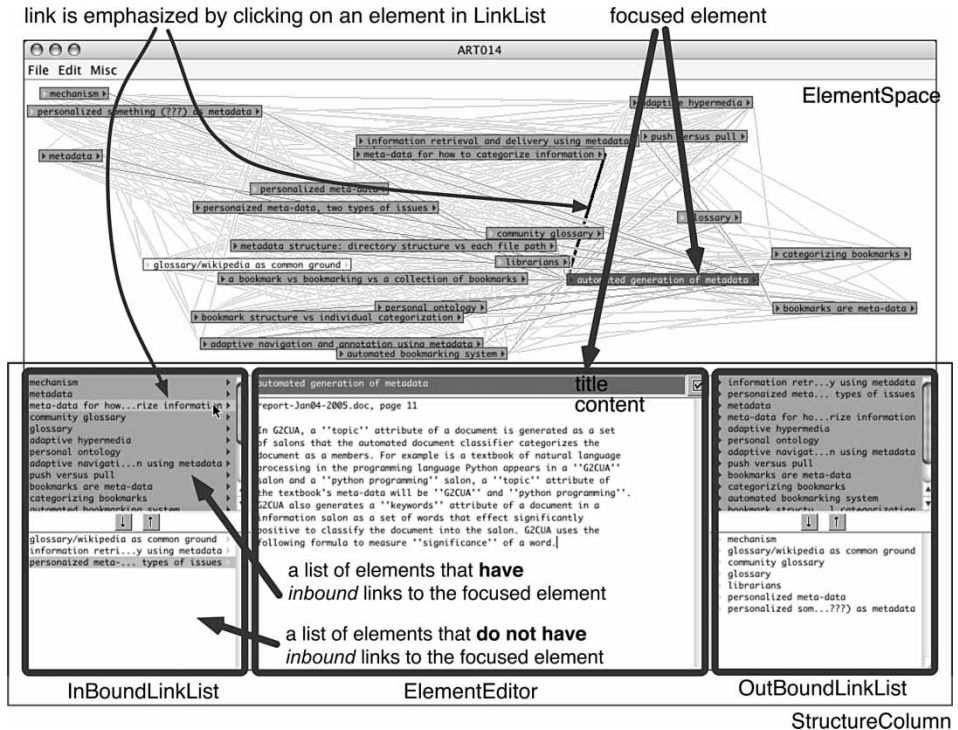 link is emphasized by clicking on an element in LinkList
focused element
ART014
File Edit Misc
ElementSpace
mechanism
personalized something (???) as metadata
metadata
adaptive hypermedia
push versus pull
information retrieval and delivery using metadata
meta-data for how to categorize information
personalized meta-data
personalized meta-data, two types of issues
glossary
community glossary
metadata structure: directory structure vs each file path
librarians
categorizing bookmarks
glossary/wikipedia as common ground
a bookmark vs bookmarking vs a collection of bookmarks
automated generation of metadata
personal ontology
bookmarks are meta-data
bookmark structure vs individual categorization
adaptive navigation and annotation using metadata
automated bookmarking system
mechanism
metadata
meta-data for how...rize information
community glossary
glossary
adaptive hypermedia
personal ontology
adaptive navigati...n using metadata
push versus pull
bookmarks are meta-data
categorizing bookmarks
automated bookmarking system
↓ ↑
glossary/wikipedia as common ground
information retri...y using metadata
personalized meta-... types of issues
automated generation of metadata
title
content
report-Jan04-2005.doc, page 11
In G2CUA, a ''topic'' attribute of a document is generated as a set
of salons that the automated document classifier categorizes the
document as a members. For example is a textbook of natural language
processing in the programming language Python appears in a ''G2CUA''
salon and a ''python programming'' salon, a ''topic'' attribute of
the textbook's meta-data will be ''G2CUA'' and ''python programming''.
G2CUA also generates a ''keywords'' attribute of a document in a
information salon as a set of words that effect significantly
positive to classify the document into the salon. G2CUA uses the
following formula to measure ''significance'' of a word.
a list of elements that have
inbound links to the focused element
a list of elements that do not have
inbound links to the focused element
information retr...y using metadata
personalized meta... types of issues
metadata
meta-data for ho...rize information
adaptive hypermedia
personal ontology
adaptive navigat...n using metadata
push versus pull
bookmarks are meta-data
categorizing bookmarks
automated bookmarking system
bookmark structu...l categorization
↓ ↑
mechanism
glossary/wikipedia as common ground
community glossary
glossary
librarians
personalized meta-data
personalized som...???) as metadata
InBoundLinkList
ElementEditor
OutBoundLinkList
StructureColumn